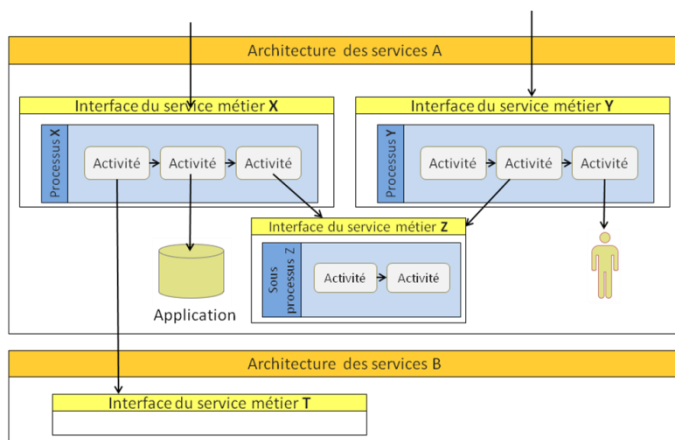 Architecture des services A
Interface du service métier X
Interface du service métier Y
Processus X
Activité
Activité
Activité
Processus Y
Activité
Activité
Activité
Interface du service métier Z
Sous
processus Z
Activité
Activité
Application
Architecture des services B
Interface du service métier T